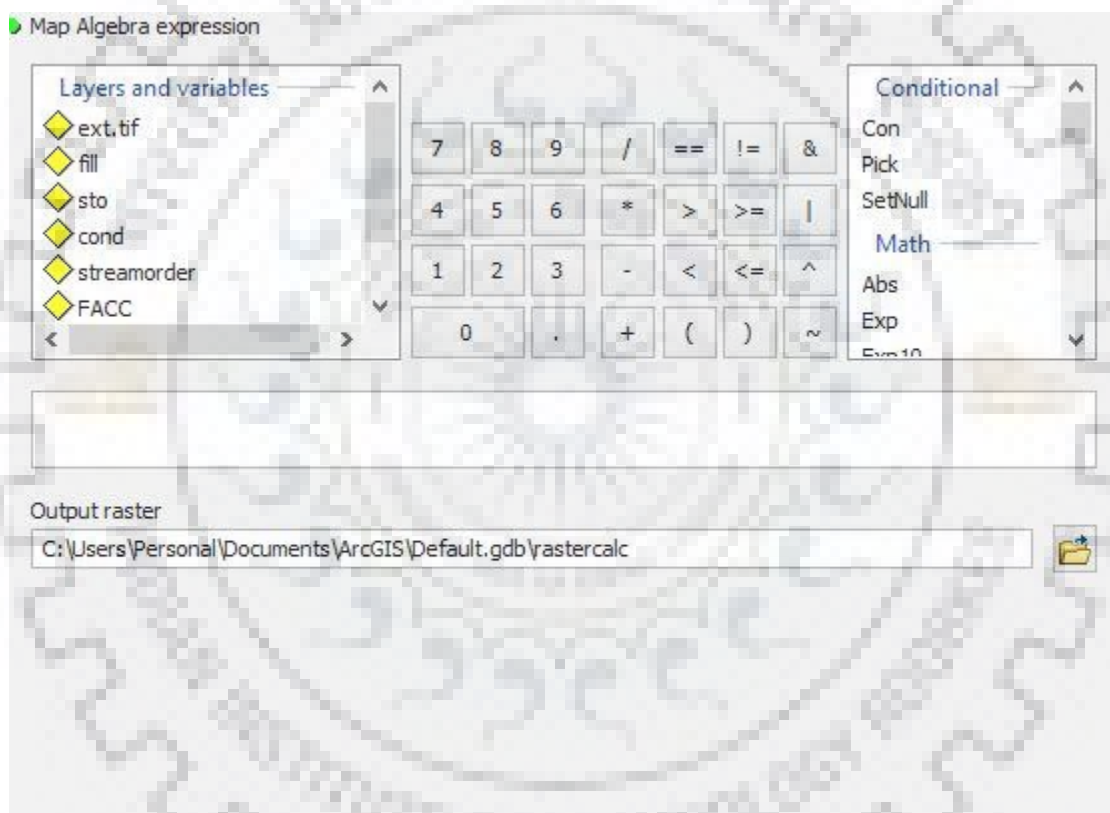 Map Algebra expression
Layers and variables
ext.tif
fill
sto
cond
streamorder
FACC
7 8 9 / == != &
4 5 6 * > >= |
1 2 3 - < <= ^
0 . + ( ) ~
Conditional
Con
Pick
SetNull
Math
Abs
Exp
Exp10
Output raster
C:\Users\Personal\Documents\ArcGIS\Default.gdb\rastercalc